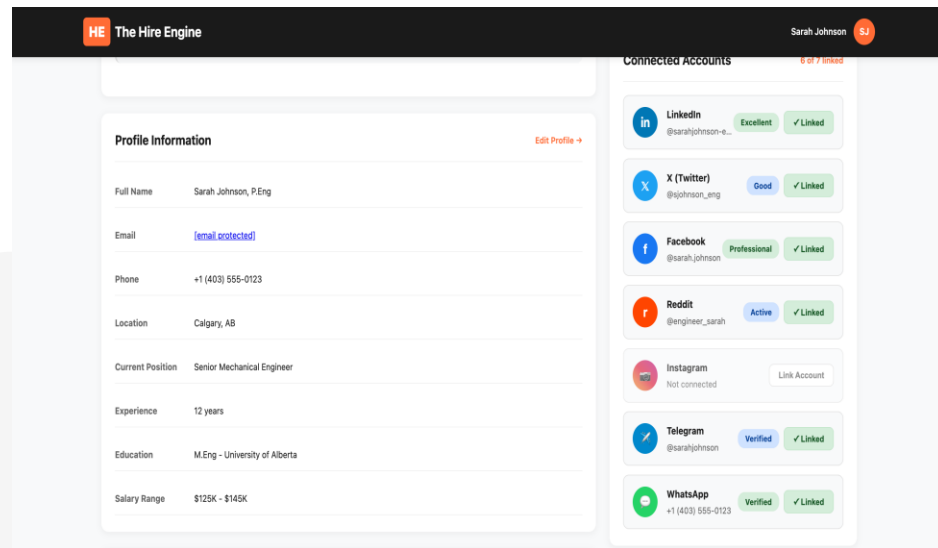 HE The Hire Engine
Sarah Johnson SJ
Profile Information
Edit Profile →
Full Name Sarah Johnson, P.Eng
Email [email protected]
Phone +1 (403) 555-0123
Location Calgary, AB
Current Position Senior Mechanical Engineer
Experience 12 years
Education M.Eng - University of Alberta
Salary Range $125K - $145K
Connected Accounts 6 of 7 linked
in LinkedIn Excellent ✓ Linked
@sarahjohnson-e...
X (Twitter) Good ✓ Linked
@sjohnson_eng
f Facebook Professional ✓ Linked
@sarah.johnson
r Reddit Active ✓ Linked
@engineer_sarah
Instagram Link Account
Not connected
Telegram Verified ✓ Linked
@sarahjohnson
WhatsApp Verified ✓ Linked
+1 (403) 555-0123